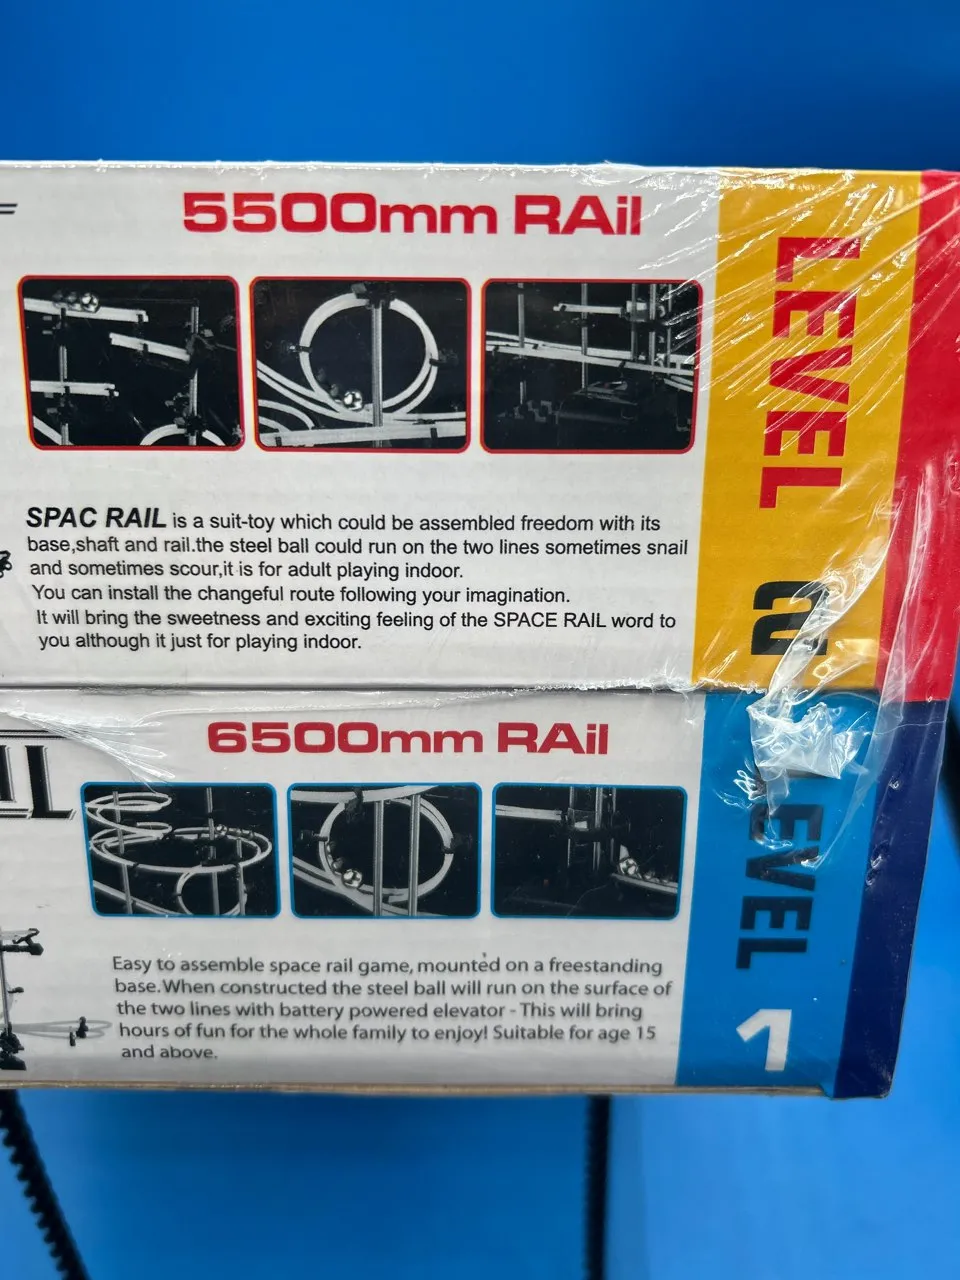 5500mm RAil
LEVEL 2
SPAC RAIL is a suit-toy which could be assembled freedom with its
base,shaft and rail.the steel ball could run on the two lines sometimes snail
and sometimes scour,it is for adult playing indoor.
You can install the changeful route following your imagination.
It will bring the sweetness and exciting feeling of the SPACE RAIL word to
you although it just for playing indoor.
6500mm RAil
LEVEL 1
Easy to assemble space rail game, mounted on a freestanding
base.When constructed the steel ball will run on the surface of
the two lines with battery powered elevator - This will bring
hours of fun for the whole family to enjoy! Suitable for age 15
and above.